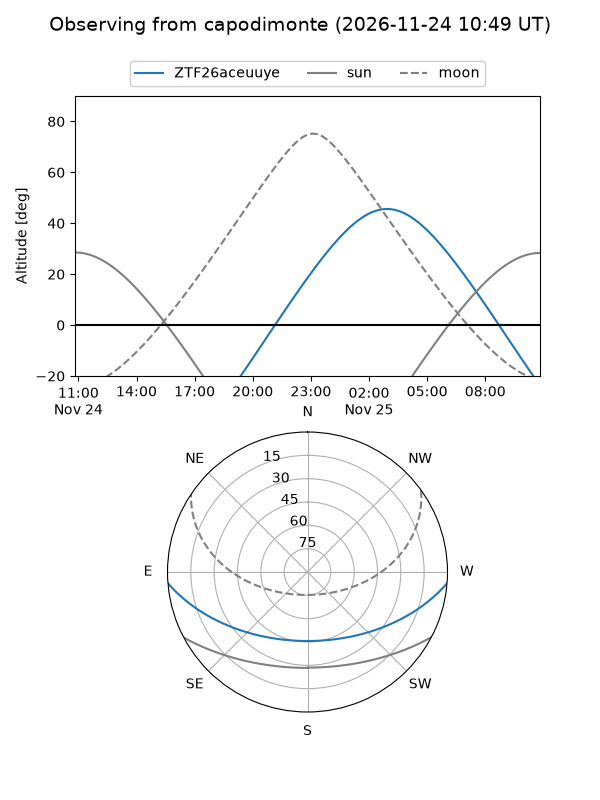 Observing from capodimonte (2026-11-24 10:49 UT)
ZTF26aceuuye sun moon
Altitude [deg]
80
60
40
20
0
−20
11:00 14:00 17:00 20:00 23:00 02:00 05:00 08:00
Nov 24 Nov 25
N
NE NW
15
30
45
60
75
E W
SE SW
S